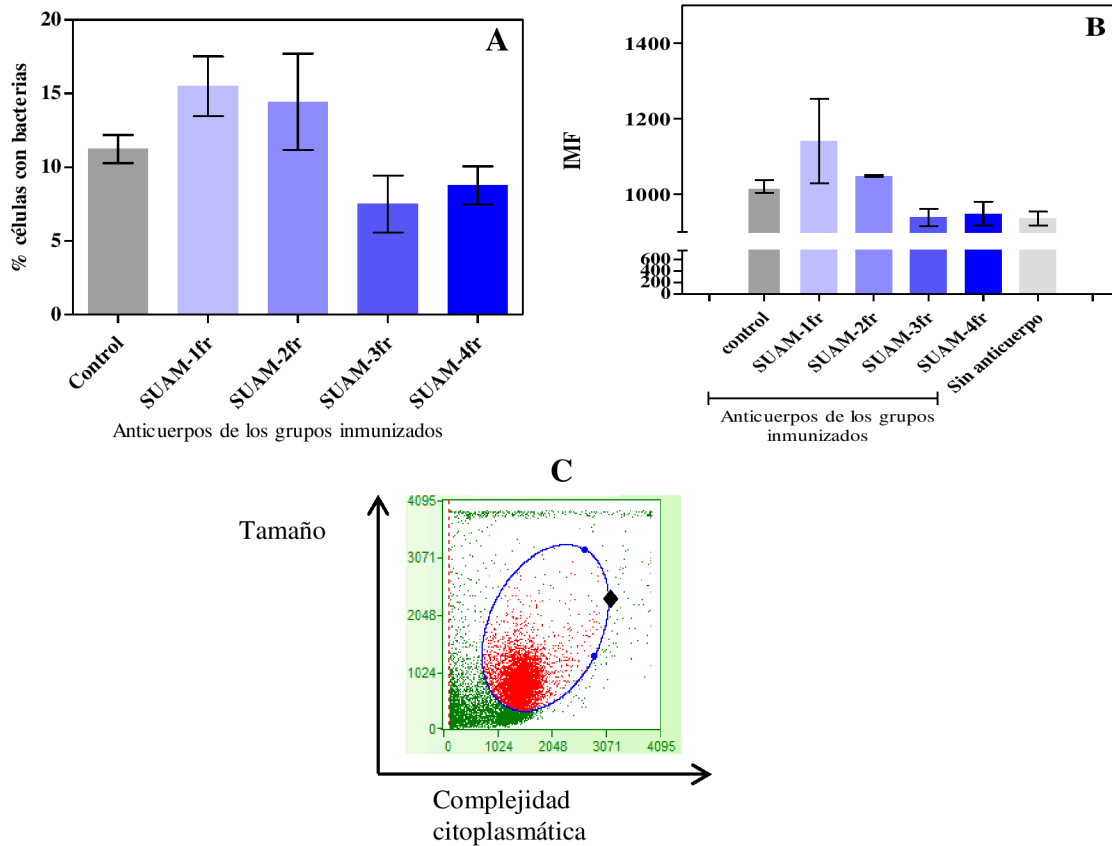 A
% células con bacterias
20
15
10
5
0
Control
SUAM-1fr
SUAM-2fr
SUAM-3fr
SUAM-4fr
Anticuerpos de los grupos inmunizados
B
IMF
1400
1200
1000
600
400
200
0
control
SUAM-1fr
SUAM-2fr
SUAM-3fr
SUAM-4fr
Sin anticuerpo
Anticuerpos de los grupos
inmunizados
C
Tamaño
4095
3071
2048
1024
0
0 1024 2048 3071 4095
Complejidad
citoplasmática